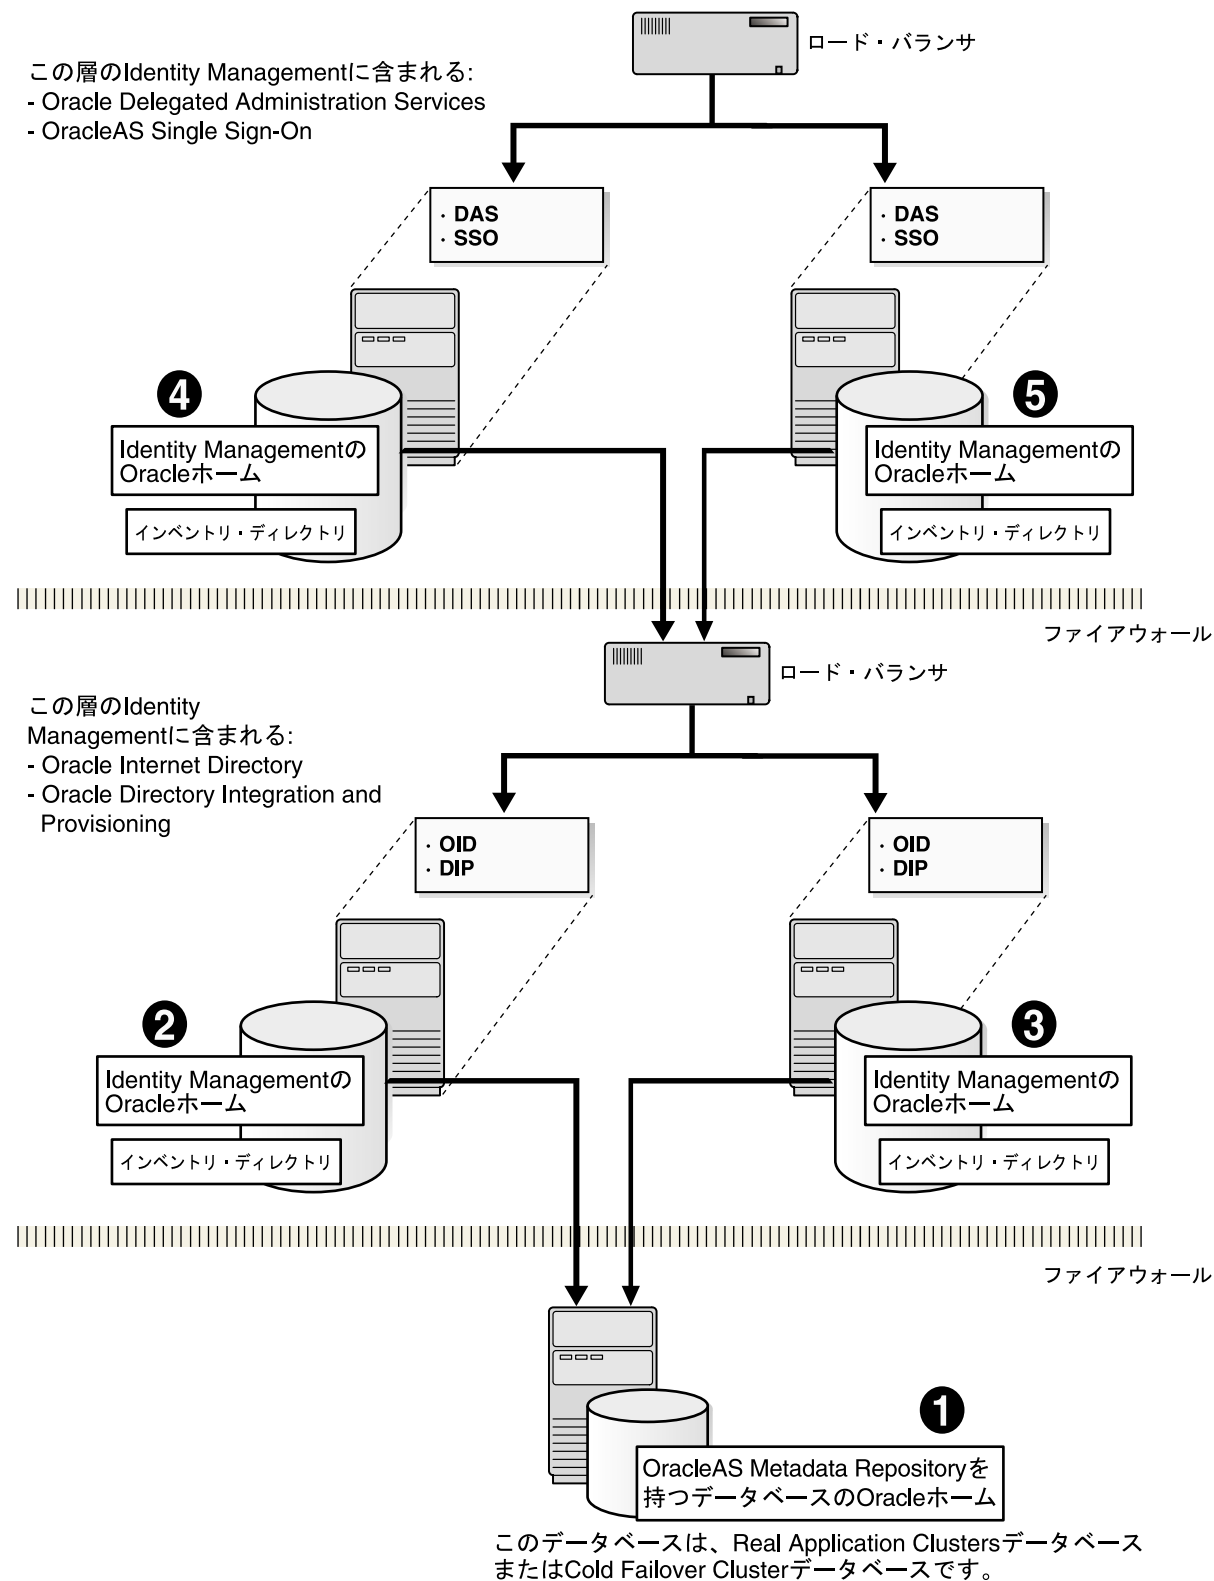 ロード・バランサ
この層のIdentity Managementに含まれる:
- Oracle Delegated Administration Services
- OracleAS Single Sign-On
・DAS
・SSO
・DAS
・SSO
4
Identity Managementの
Oracleホーム
インベントリ・ディレクトリ
5
Identity Managementの
Oracleホーム
インベントリ・ディレクトリ
ファイアウォール
ロード・バランサ
この層のIdentity
Managementに含まれる:
- Oracle Internet Directory
- Oracle Directory Integration and
Provisioning
・OID
・DIP
・OID
・DIP
2
Identity Managementの
Oracleホーム
インベントリ・ディレクトリ
3
Identity Managementの
Oracleホーム
インベントリ・ディレクトリ
ファイアウォール
1
OracleAS Metadata Repositoryを
持つデータベースのOracleホーム
このデータベースは、Real Application Clustersデータベース
またはCold Failover Clusterデータベースです。